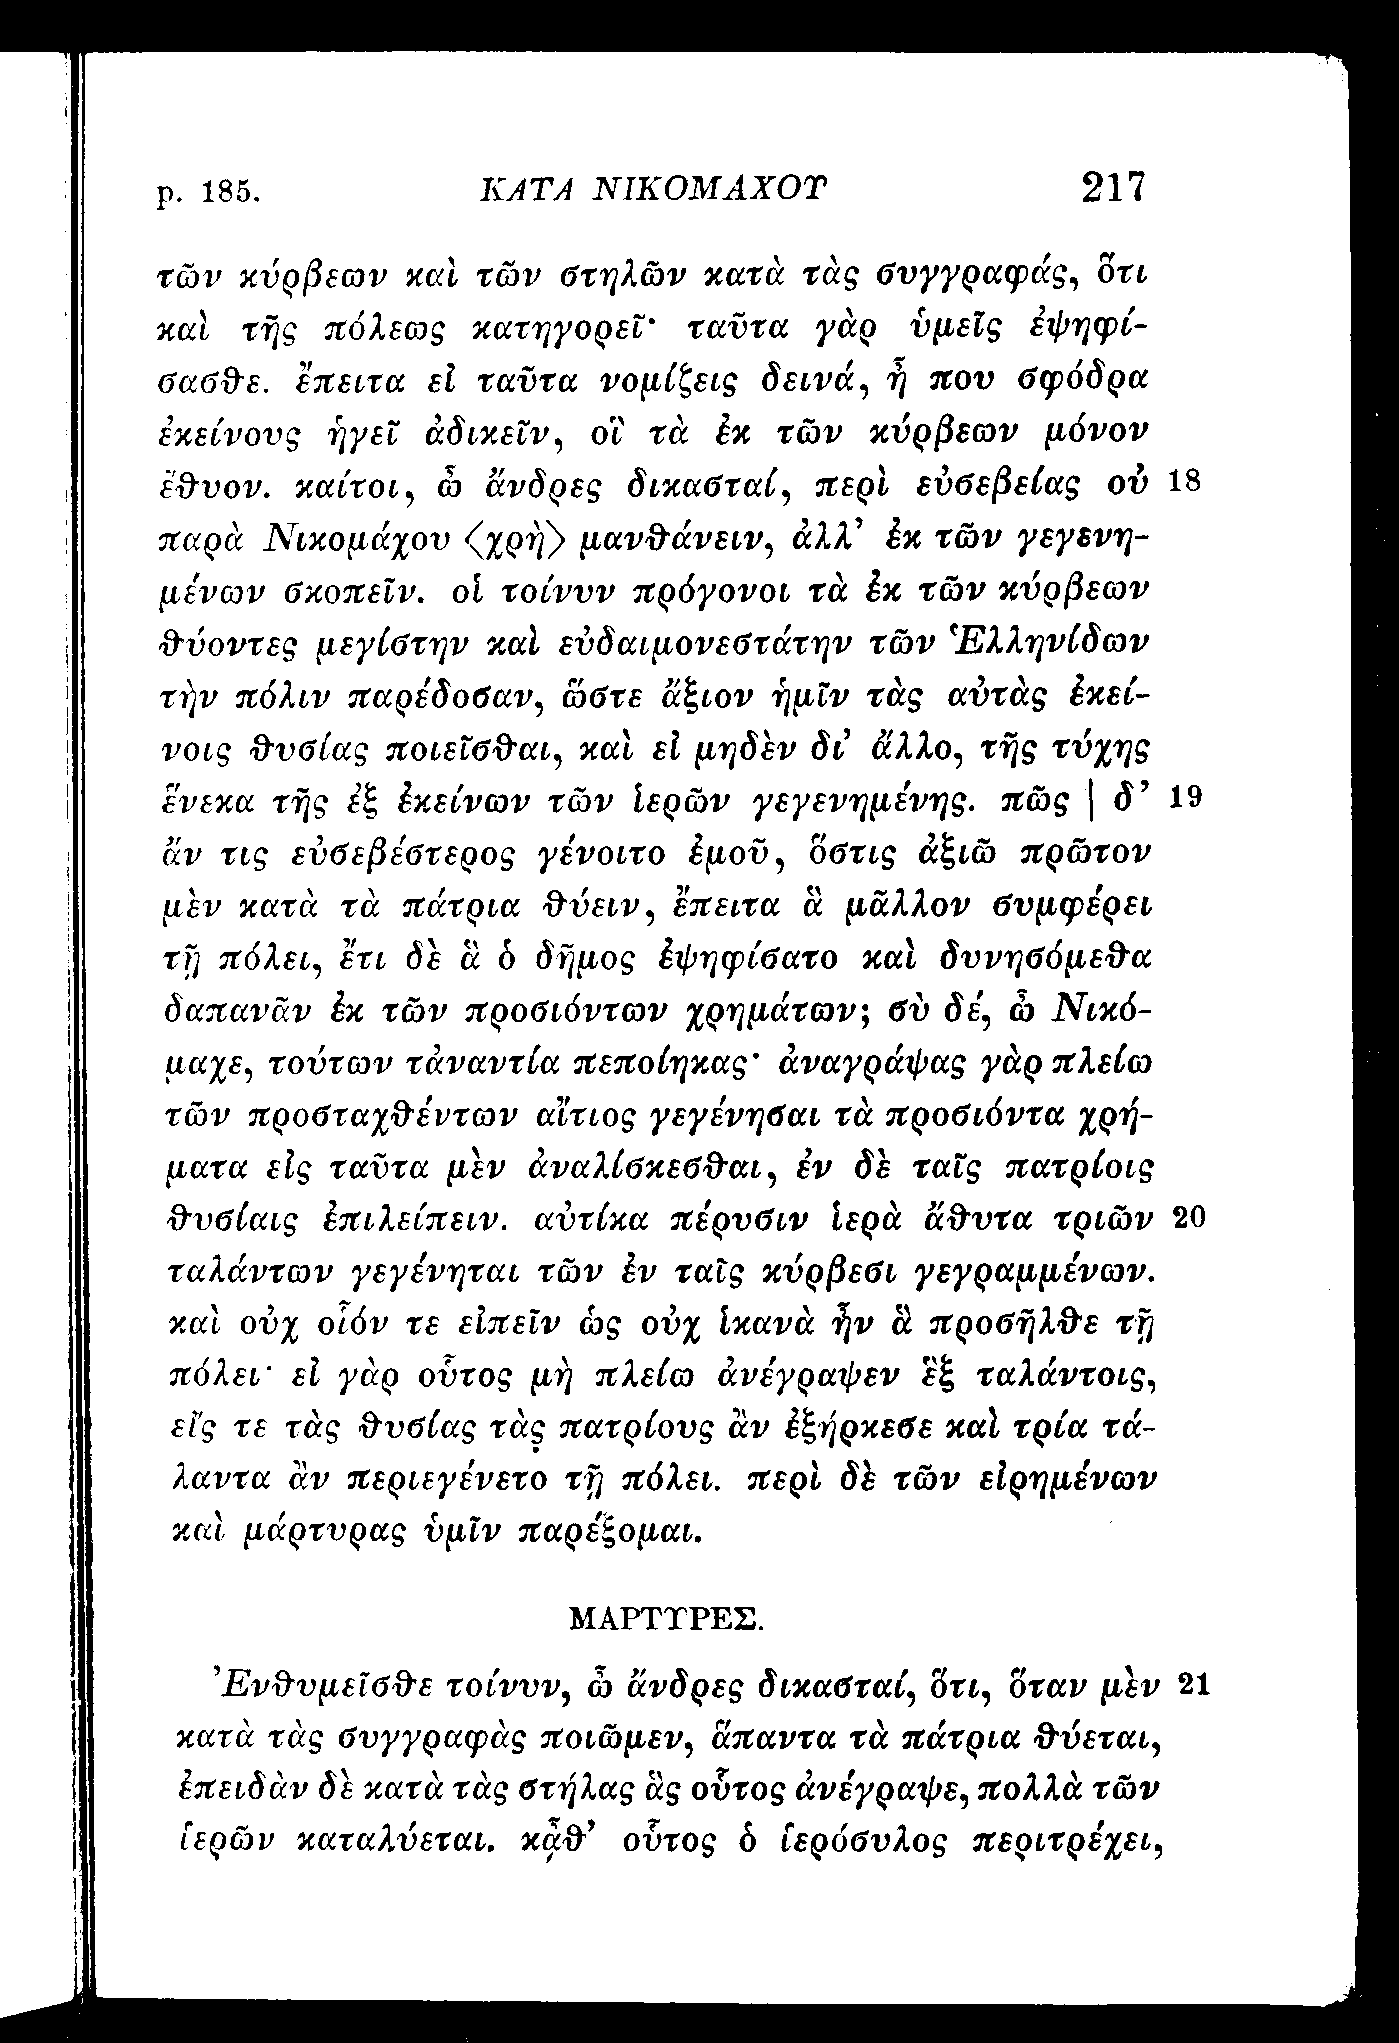 p. 185. ΚΑΤΑ ΝΙΚΟΜΑΧΟΥ 217
τῶν κύρβεων καὶ τῶν στηλῶν κατὰ τὰς συγγραφάς, ὅτι
καὶ τῆς πόλεως κατηγορεῖ· ταῦτα γὰρ ὑμεῖς ἐψηφί-
σασθε. ἔπειτα εἰ ταῦτα νομίζεις δεινά, ἦ που σφόδρα
ἐκείνους ἡγεῖ ἀδικεῖν, οἳ τὰ ἐκ τῶν κύρβεων μόνον
ἔθυον. καίτοι, ὦ ἄνδρες δικασταί, περὶ εὐσεβείας οὐ 18
παρὰ Νικομάχου ⟨χρὴ⟩ μανθάνειν, ἀλλ’ ἐκ τῶν γεγενη-
μένων σκοπεῖν. οἱ τοίνυν πρόγονοι τὰ ἐκ τῶν κύρβεων
θύοντες μεγίστην καὶ εὐδαιμονεστάτην τῶν Ἑλληνίδων
τὴν πόλιν παρέδοσαν, ὥστε ἄξιον ἡμῖν τὰς αὐτὰς ἐκεί-
νοις θυσίας ποιεῖσθαι, καὶ εἰ μηδὲν δι’ ἄλλο, τῆς τύχης
ἕνεκα τῆς ἐξ ἐκείνων τῶν ἱερῶν γεγενημένης. πῶς | δ’ 19
ἄν τις εὐσεβέστερος γένοιτο ἐμοῦ, ὅστις ἀξιῶ πρῶτον
μὲν κατὰ τὰ πάτρια θύειν, ἔπειτα ἃ μᾶλλον συμφέρει
τῇ πόλει, ἔτι δὲ ἃ ὁ δῆμος ἐψηφίσατο καὶ δυνησόμεθα
δαπανᾶν ἐκ τῶν προσιόντων χρημάτων; σὺ δέ, ὦ Νικό-
μαχε, τούτων τἀναντία πεποίηκας· ἀναγράψας γὰρ πλείω
τῶν προσταχθέντων αἴτιος γεγένησαι τὰ προσιόντα χρή-
ματα εἰς ταῦτα μὲν ἀναλίσκεσθαι, ἐν δὲ ταῖς πατρίοις
θυσίαις ἐπιλείπειν. αὐτίκα πέρυσιν ἱερὰ ἄθυτα τριῶν 20
ταλάντων γεγένηται τῶν ἐν ταῖς κύρβεσι γεγραμμένων.
καὶ οὐχ οἷόν τε εἰπεῖν ὡς οὐχ ἱκανὰ ἦν ἃ προσῆλθε τῇ
πόλει· εἰ γὰρ οὗτος μὴ πλείω ἀνέγραψεν ἓξ ταλάντοις,
εἴς τε τὰς θυσίας τὰς πατρίους ἂν ἐξήρκεσε καὶ τρία τά-
λαντα ἂν περιεγένετο τῇ πόλει. περὶ δὲ τῶν εἰρημένων
καὶ μάρτυρας ὑμῖν παρέξομαι.
ΜΑΡΤΥΡΕΣ.
Ἐνθυμεῖσθε τοίνυν, ὦ ἄνδρες δικασταί, ὅτι, ὅταν μὲν 21
κατὰ τὰς συγγραφὰς ποιῶμεν, ἅπαντα τὰ πάτρια θύεται,
ἐπειδὰν δὲ κατὰ τὰς στήλας ἃς οὗτος ἀνέγραψε, πολλὰ τῶν
ἱερῶν καταλύεται. κᾆθ’ οὗτος ὁ ἱερόσυλος περιτρέχει,